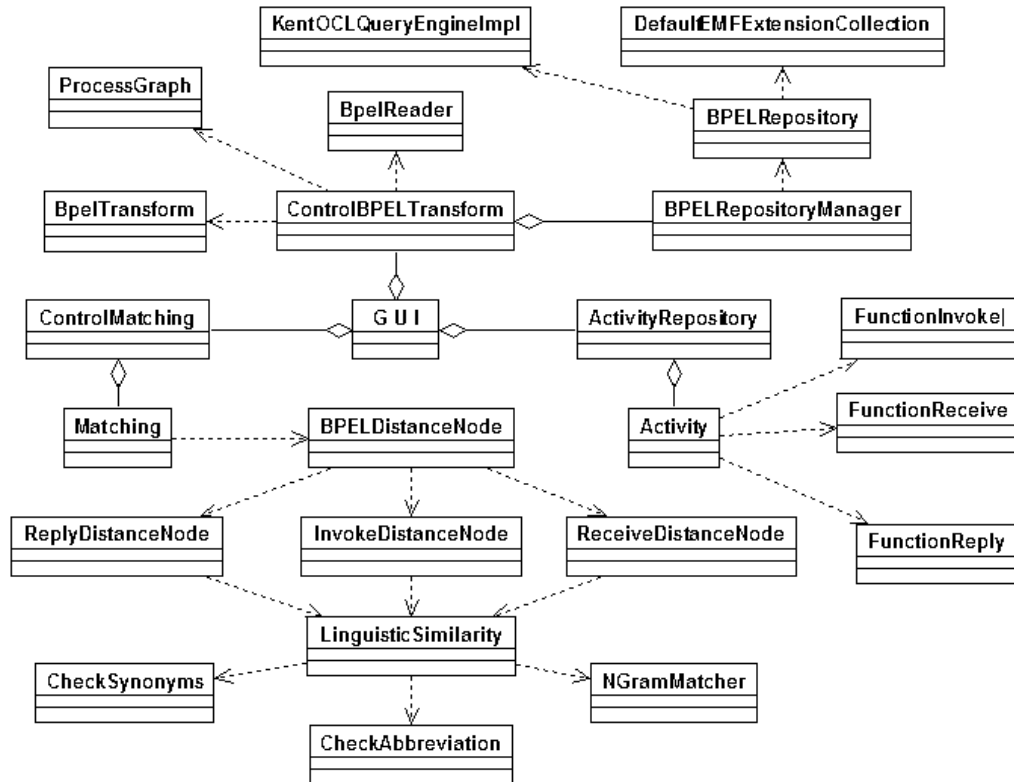 KentOCLQueryEngineImpl
DefaultEMFExtensionCollection
ProcessGraph
BpelReader
BPELRepository
BpelTransform
ControlBPELTransform
BPELRepositoryManager
ControlMatching
G U I
ActivityRepository
FunctionInvoke|
Matching
BPELDistanceNode
Activity
FunctionReceive
ReplyDistanceNode
InvokeDistanceNode
ReceiveDistanceNode
FunctionReply
LinguisticSimilarity
CheckSynonyms
NGramMatcher
CheckAbbreviation